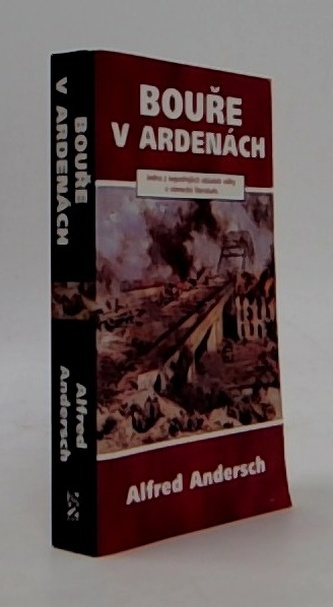 BOUŘE
V ARDENÁCH
Alfred Andersch
BOUŘE
V ARDENÁCH
Alfred
Andersch